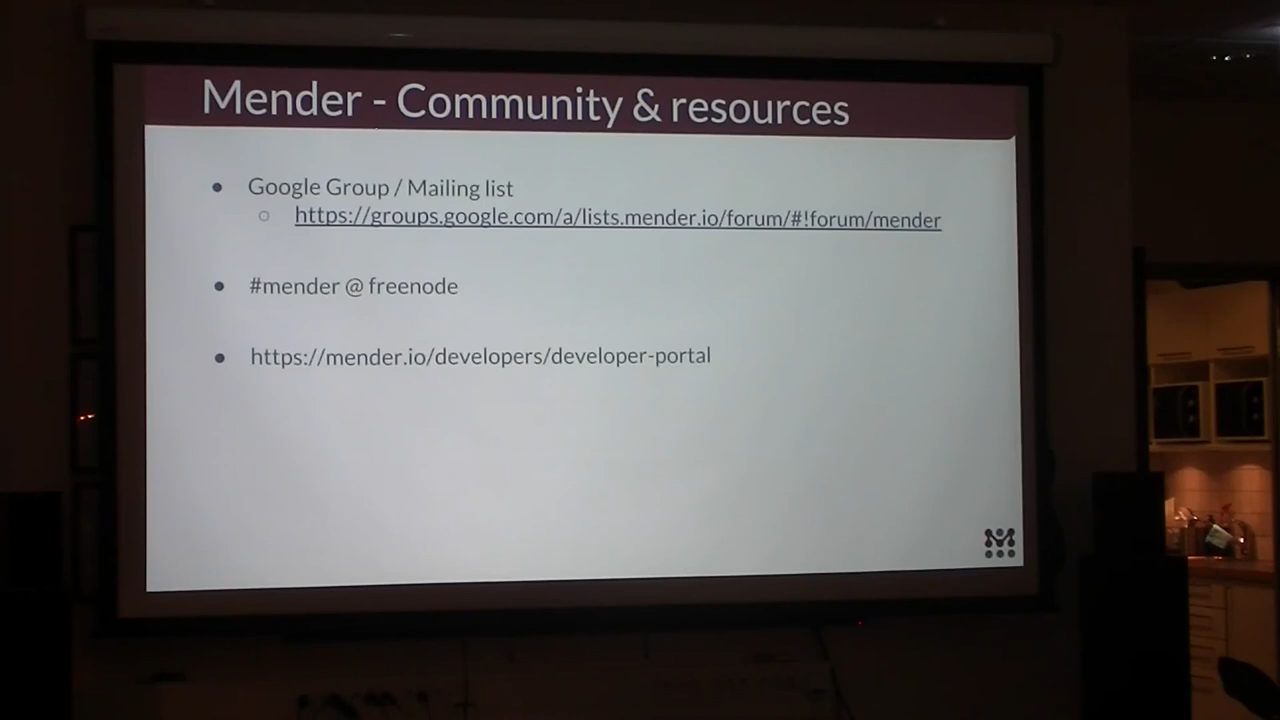 Mender - Community & resources
Google Group / Mailing list
https://groups.google.com/a/lists.mender.io/forum/#!forum/mender
#mender @ freenode
https://mender.io/developers/developer-portal